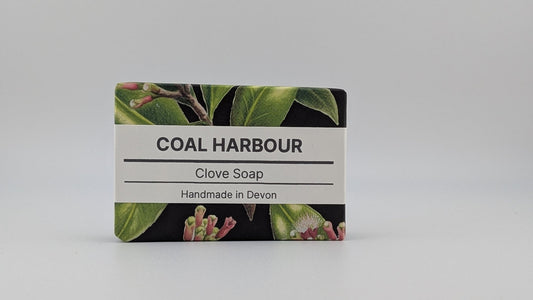 COAL HARBOUR
Clove Soap
Handmade in Devon